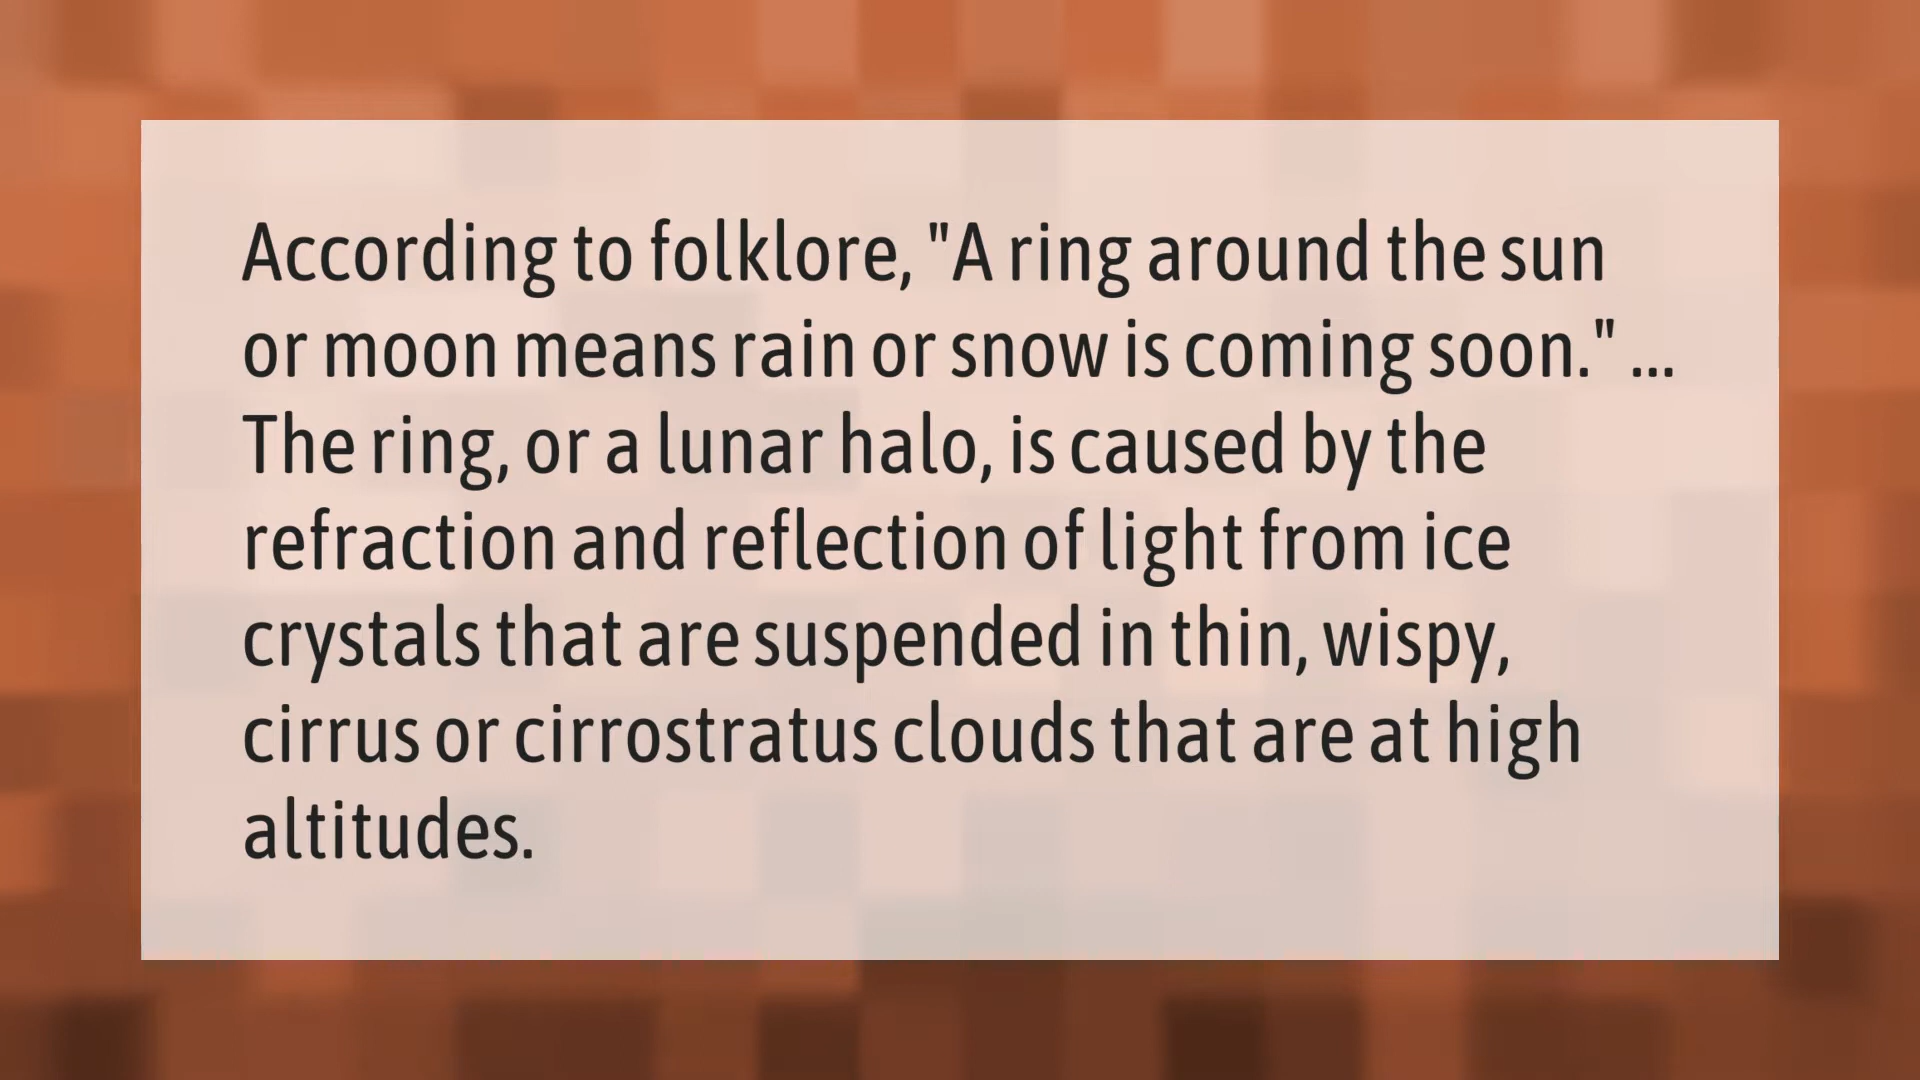 According to folklore, "A ring around the sun
or moon means rain or snow is coming soon." ...
The ring, or a lunar halo, is caused by the
refraction and reflection of light from ice
crystals that are suspended in thin, wispy,
cirrus or cirrostratus clouds that are at high
altitudes.